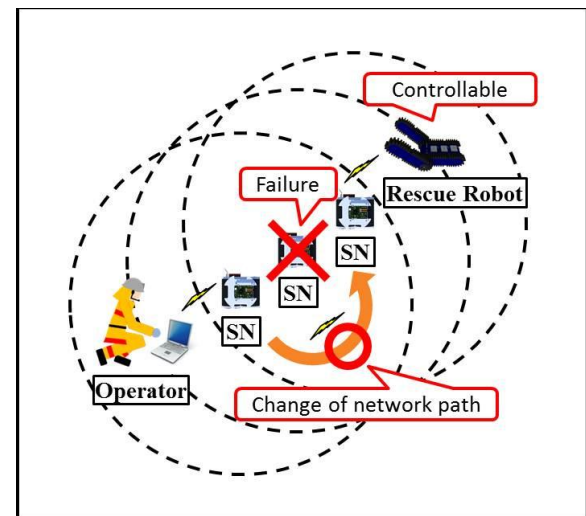 Controllable
Failure
Rescue Robot
SN
SN
SN
Operator
Change of network path